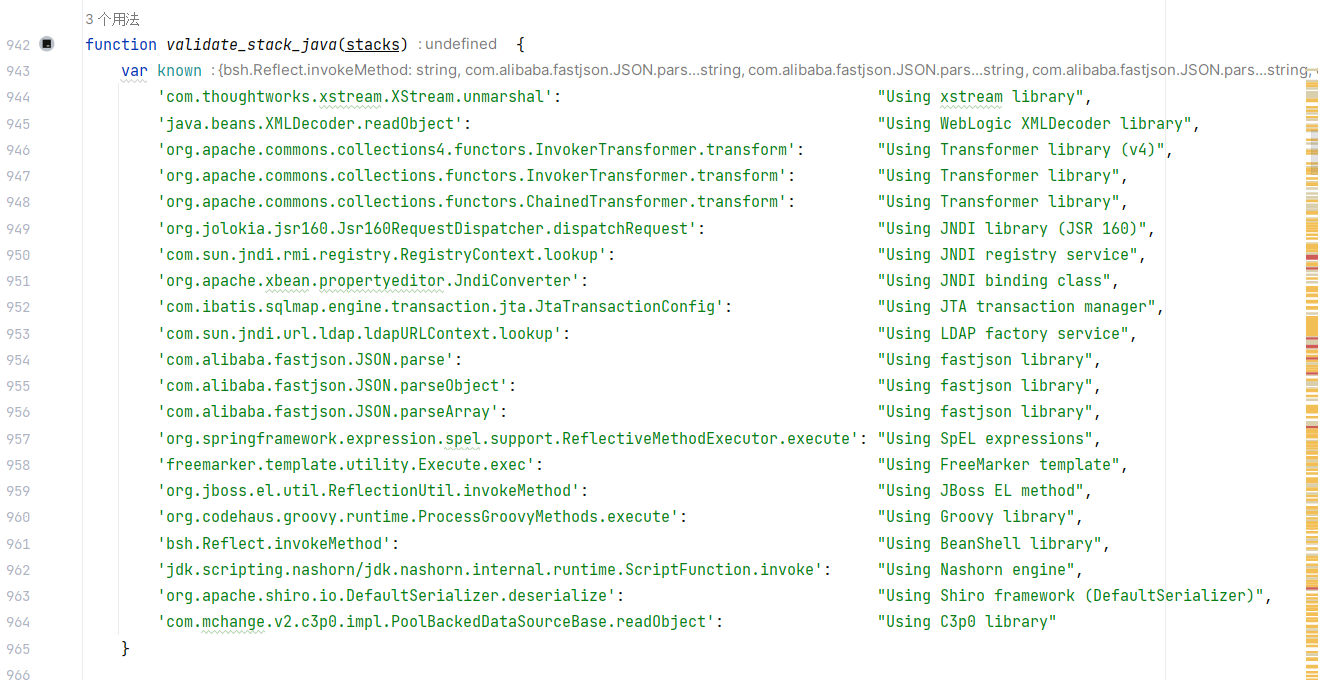 3 个用法
942 function validate_stack_java(stacks) : undefined {
943 var known : {bsh.Reflect.invokeMethod: string, com.alibaba.fastjson.JSON.pars...string, com.alibaba.fastjson.JSON.pars...string, com.alibaba.fastjson.JSON.pars...string,
944 'com.thoughtworks.xstream.XStream.unmarshal': "Using xstream library",
945 'java.beans.XMLDecoder.readObject': "Using WebLogic XMLDecoder library",
946 'org.apache.commons.collections4.functors.InvokerTransformer.transform': "Using Transformer library (v4)",
947 'org.apache.commons.collections.functors.InvokerTransformer.transform': "Using Transformer library",
948 'org.apache.commons.collections.functors.ChainedTransformer.transform': "Using Transformer library",
949 'org.jolokia.jsr160.Jsr160RequestDispatcher.dispatchRequest': "Using JNDI library (JSR 160)",
950 'com.sun.jndi.rmi.registry.RegistryContext.lookup': "Using JNDI registry service",
951 'org.apache.xbean.propertyeditor.JndiConverter': "Using JNDI binding class",
952 'com.ibatis.sqlmap.engine.transaction.jta.JtaTransactionConfig': "Using JTA transaction manager",
953 'com.sun.jndi.url.ldap.ldapURLContext.lookup': "Using LDAP factory service",
954 'com.alibaba.fastjson.JSON.parse': "Using fastjson library",
955 'com.alibaba.fastjson.JSON.parseObject': "Using fastjson library",
956 'com.alibaba.fastjson.JSON.parseArray': "Using fastjson library",
957 'org.springframework.expression.spel.support.ReflectiveMethodExecutor.execute': "Using SpEL expressions",
958 'freemarker.template.utility.Execute.exec': "Using FreeMarker template",
959 'org.jboss.el.util.ReflectionUtil.invokeMethod': "Using JBoss EL method",
960 'org.codehaus.groovy.runtime.ProcessGroovyMethods.execute': "Using Groovy library",
961 'bsh.Reflect.invokeMethod': "Using BeanShell library",
962 'jdk.scripting.nashorn/jdk.nashorn.internal.runtime.ScriptFunction.invoke': "Using Nashorn engine",
963 'org.apache.shiro.io.DefaultSerializer.deserialize': "Using Shiro framework (DefaultSerializer)",
964 'com.mchange.v2.c3p0.impl.PoolBackedDataSourceBase.readObject': "Using C3p0 library"
965 }
966